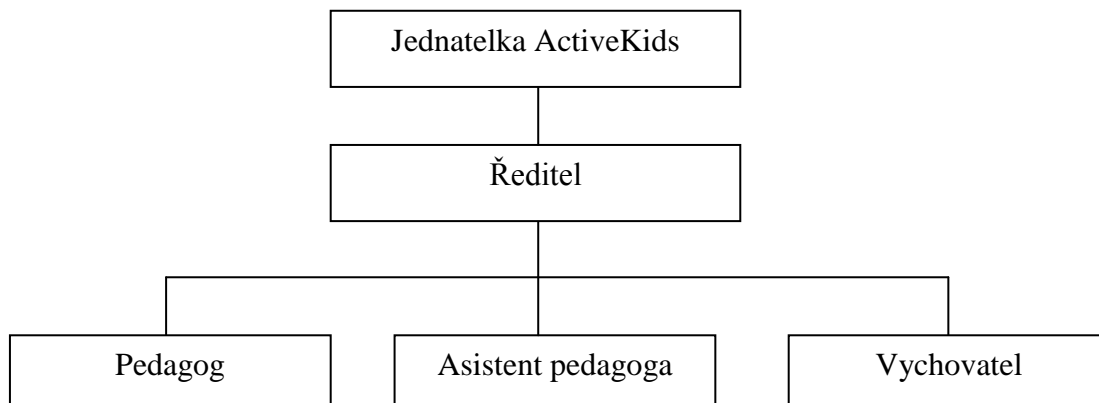 Jednatelka ActiveKids
Ředitel
Pedagog
Asistent pedagoga
Vychovatel